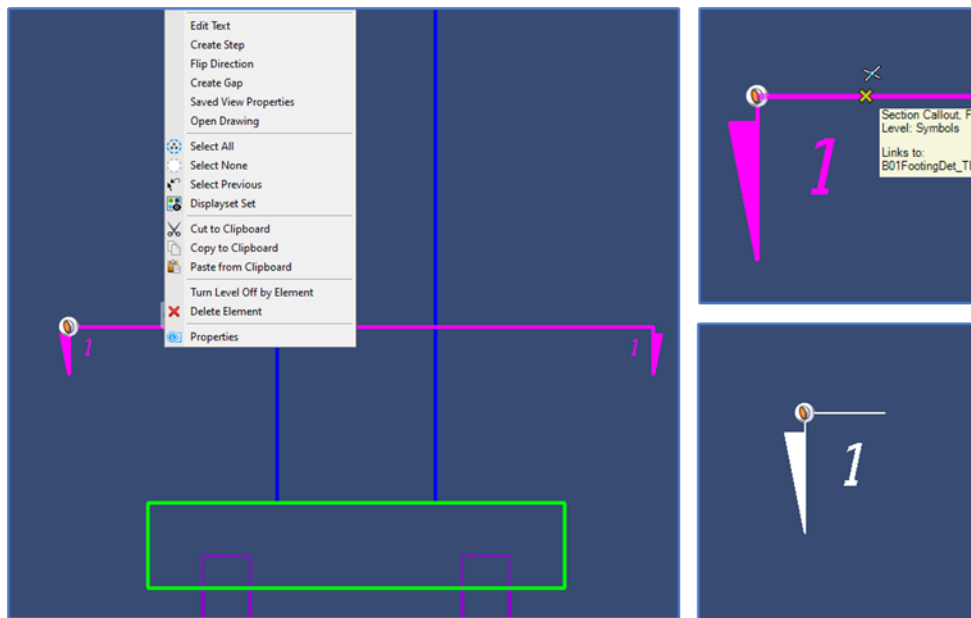 Edit Text
Create Step
Flip Direction
Create Gap
Saved View Properties
Open Drawing
Select All
Select None
Select Previous
Displayset Set
Cut to Clipboard
Copy to Clipboard
Paste from Clipboard
Turn Level Off by Element
Delete Element
Properties
1
1
1
Section Callout, F
Level: Symbols
Links to:
B01FootingDet_TI
1